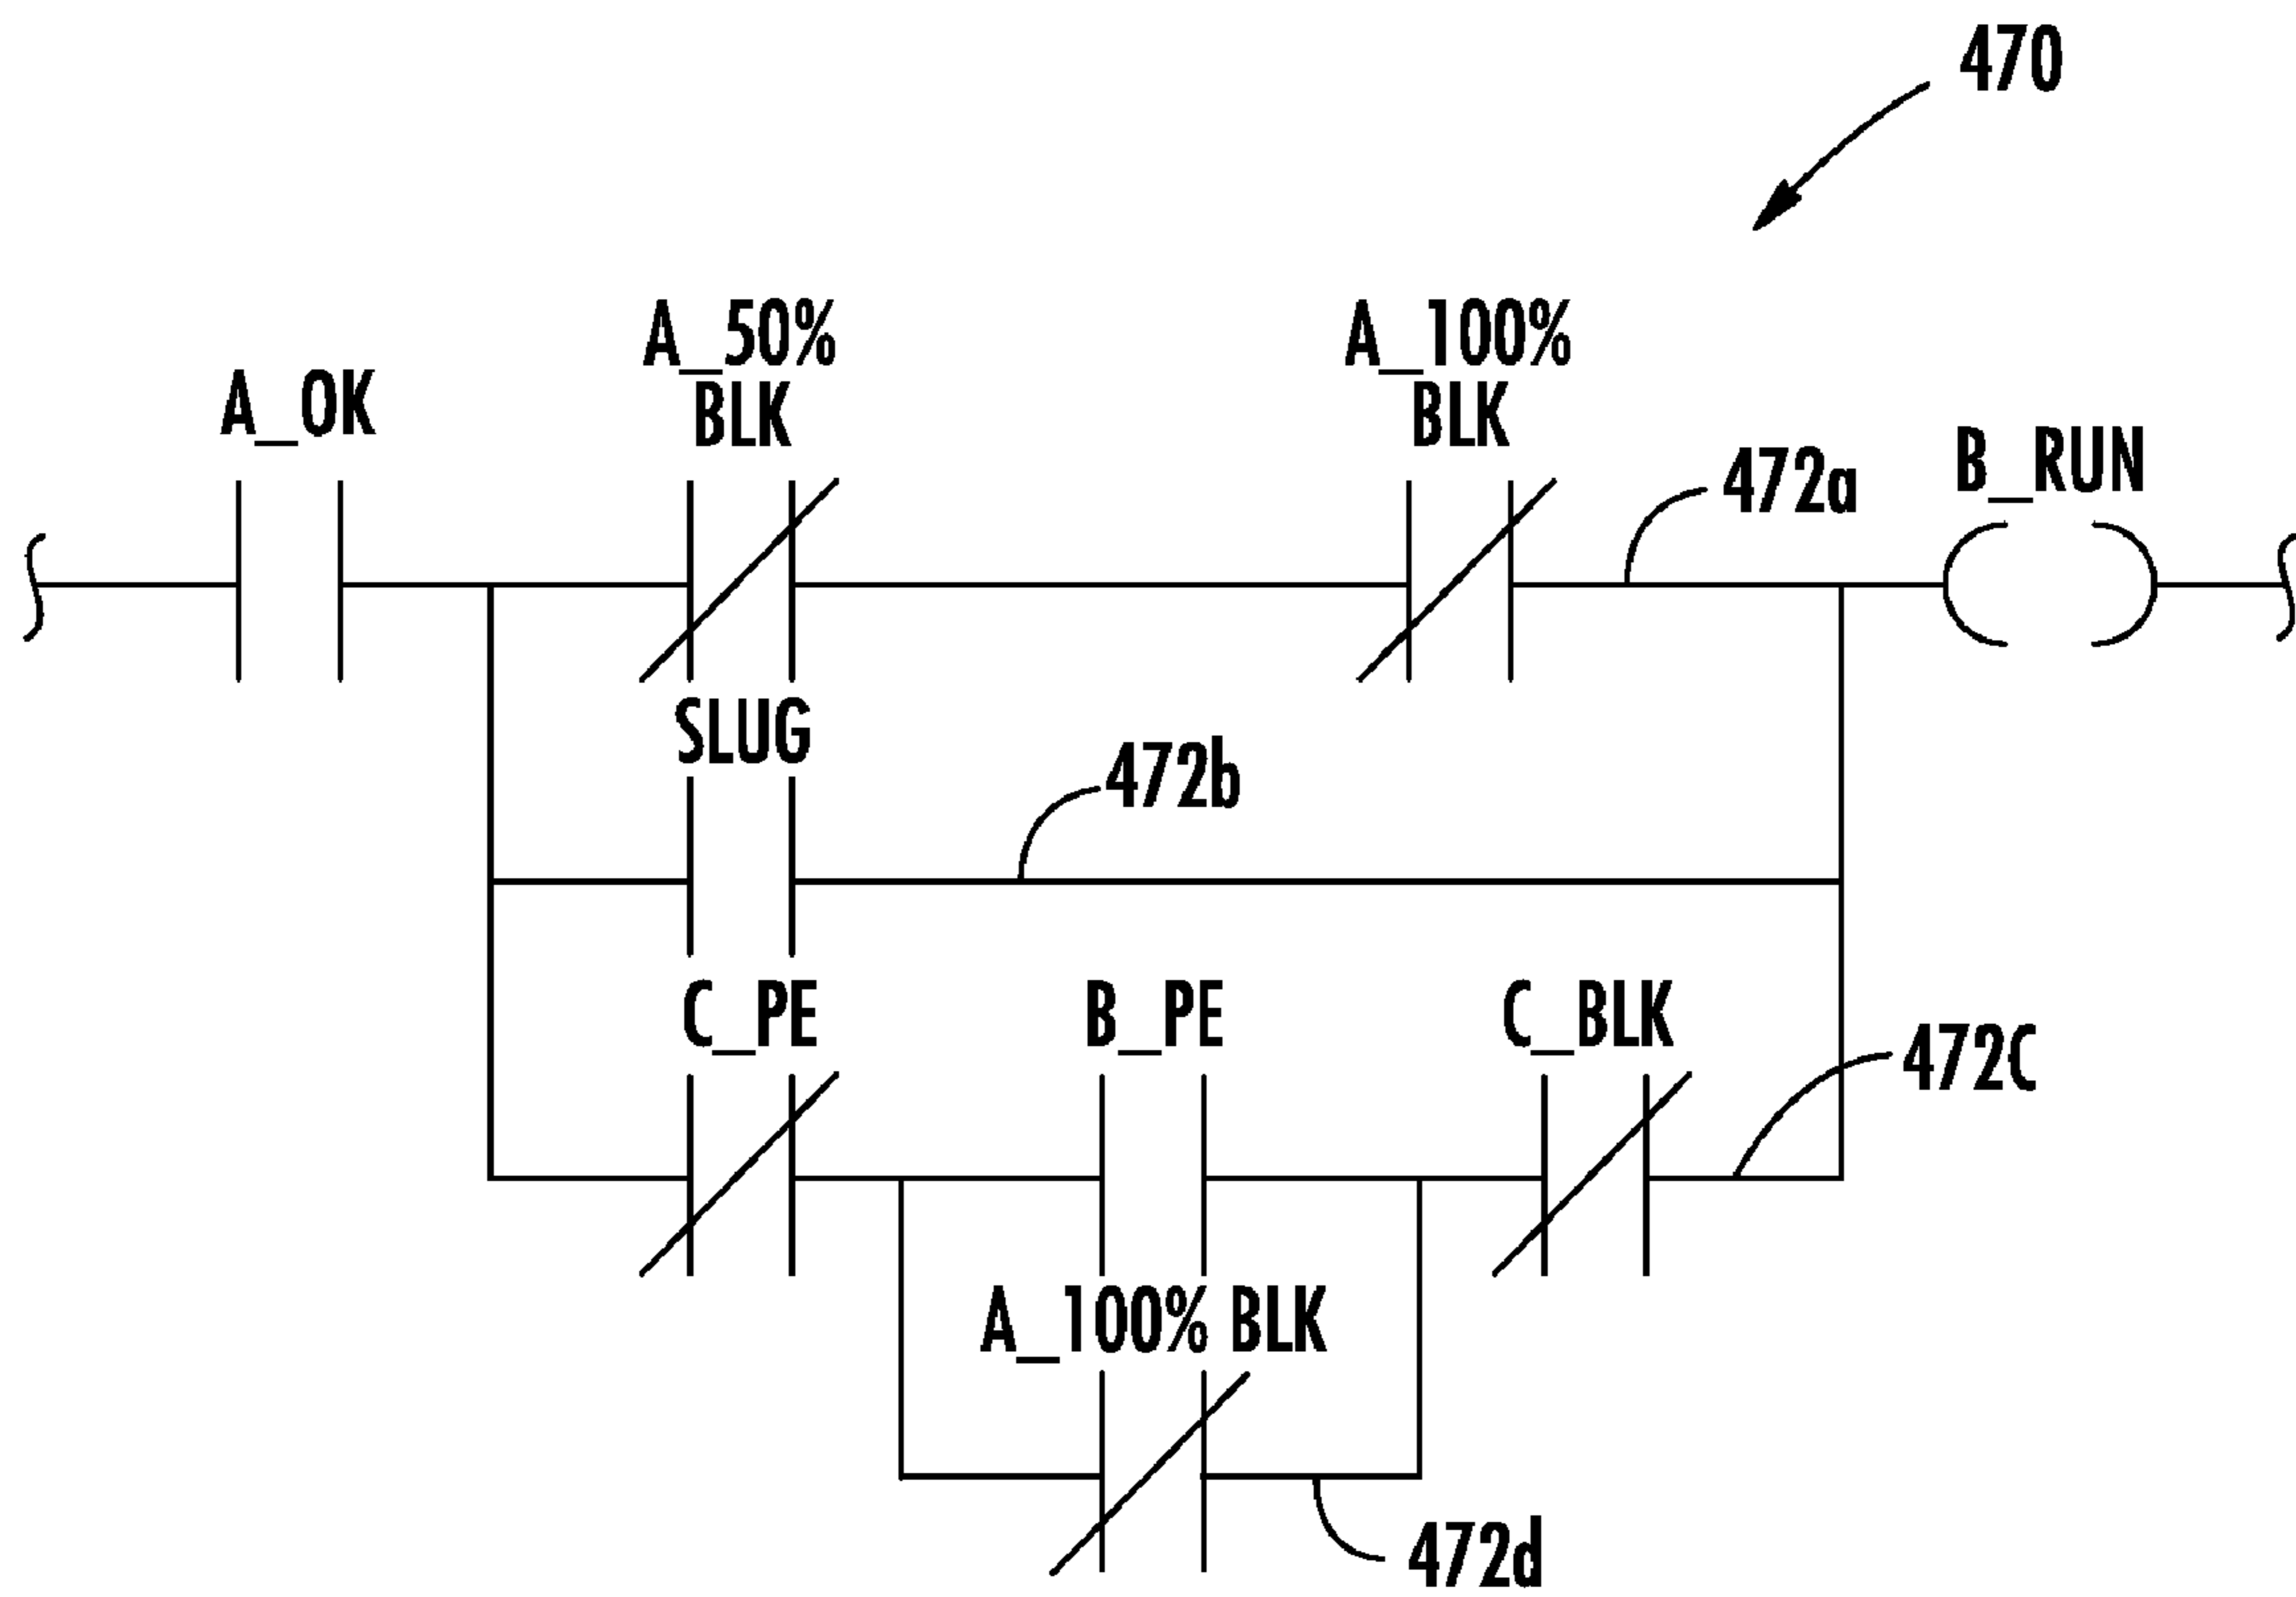 470
A_50%
BLK
A_100%
BLK
A_OK
472a
B_RUN
SLUG
472b
C_PE
B_PE
C_BLK
472C
A_100% BLK
472d